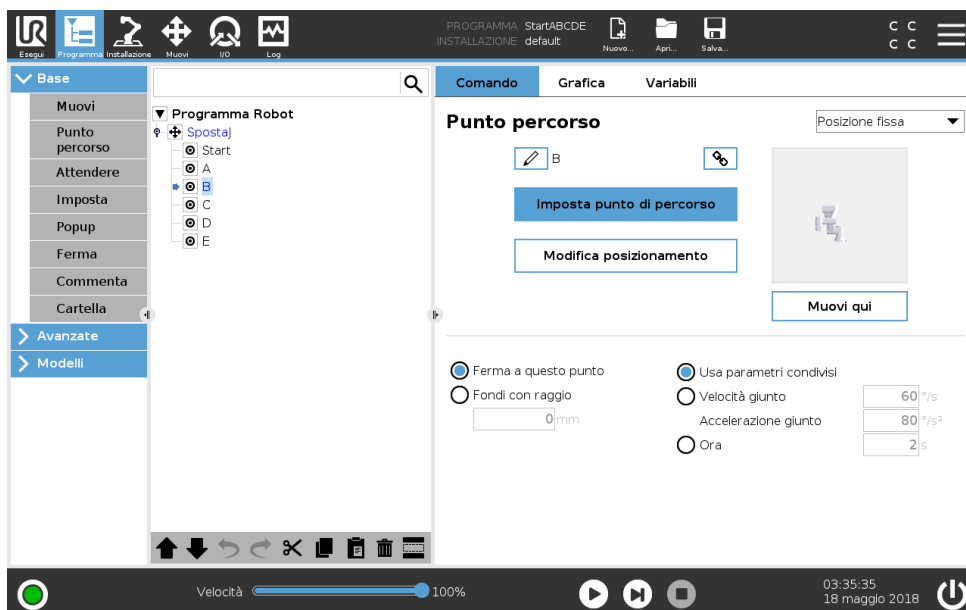 PROGRAMMA StartABCDE
INSTALLAZIONE default
Esegui
Programma
Installazione
Muovi
I/O
Log
Nuovo...
Apri...
Salva...
C C
C C
Base
Muovi
Punto
percorso
Attendere
Imposta
Popup
Ferma
Commenta
Cartella
Avanzate
Modelli
Programma Robot
SpostaJ
Start
A
B
C
D
E
Comando
Grafica
Variabili
Punto percorso
Posizione fissa
B
Imposta punto di percorso
Modifica posizionamento
Muovi qui
Ferma a questo punto
Fondi con raggio
0 mm
Usa parametri condivisi
Velocità giunto 60 °/s
Accelerazione giunto 80 °/s²
Ora 2 s
Velocità
100%
03:35:35
18 maggio 2018